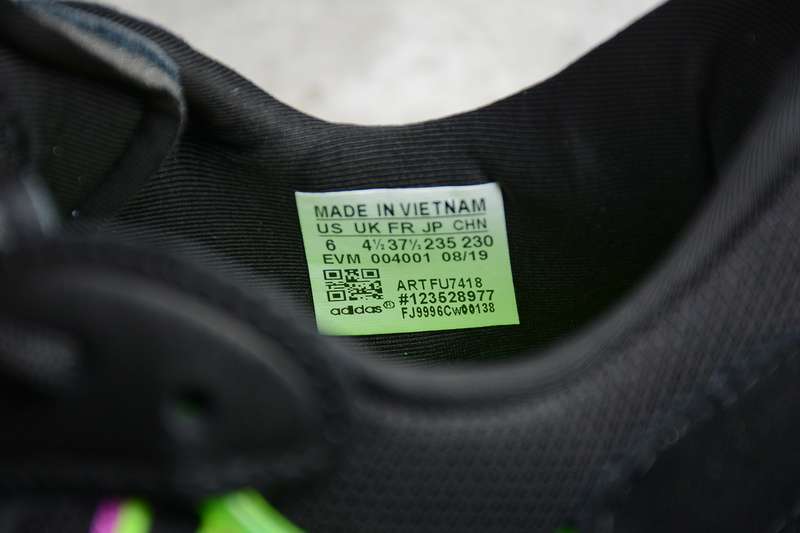 MADE IN VIETNAM
US UK FR JP CHN
6 4½ 37⅓ 235 230
EVM 004001 08/19
ART FU7418
#123528977
adidas® FJ9996Cw00138